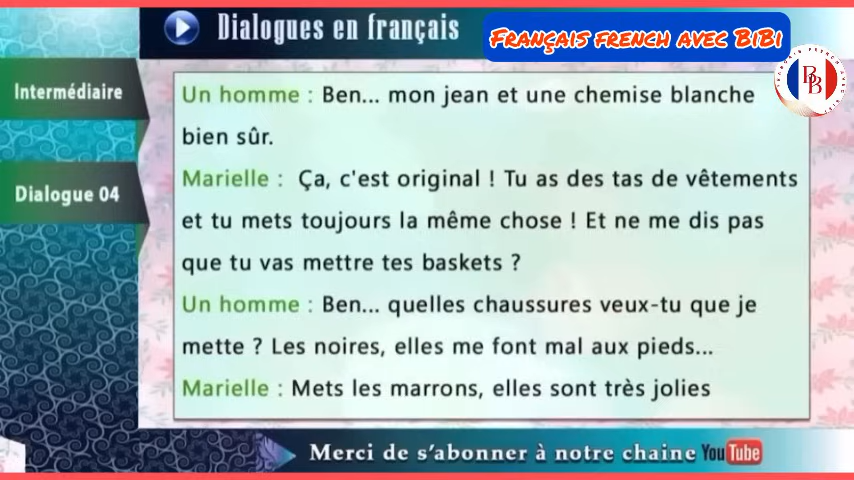 Dialogues en français
Français french avec BiBi
Intermédiaire
Dialogue 04
Un homme : Ben... mon jean et une chemise blanche
bien sûr.
Marielle : Ça, c'est original ! Tu as des tas de vêtements
et tu mets toujours la même chose ! Et ne me dis pas
que tu vas mettre tes baskets ?
Un homme : Ben... quelles chaussures veux-tu que je
mette ? Les noires, elles me font mal aux pieds...
Marielle : Mets les marrons, elles sont très jolies
Merci de s'abonner à notre chaine YouTube